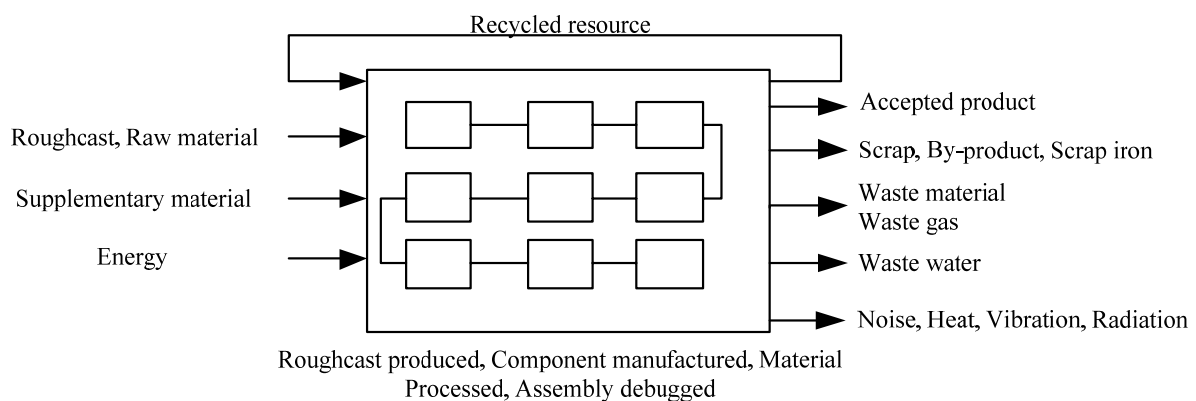 Recycled resource
Roughcast, Raw material
Supplementary material
Energy
Accepted product
Scrap, By-product, Scrap iron
Waste material
Waste gas
Waste water
Noise, Heat, Vibration, Radiation
Roughcast produced, Component manufactured, Material
Processed, Assembly debugged